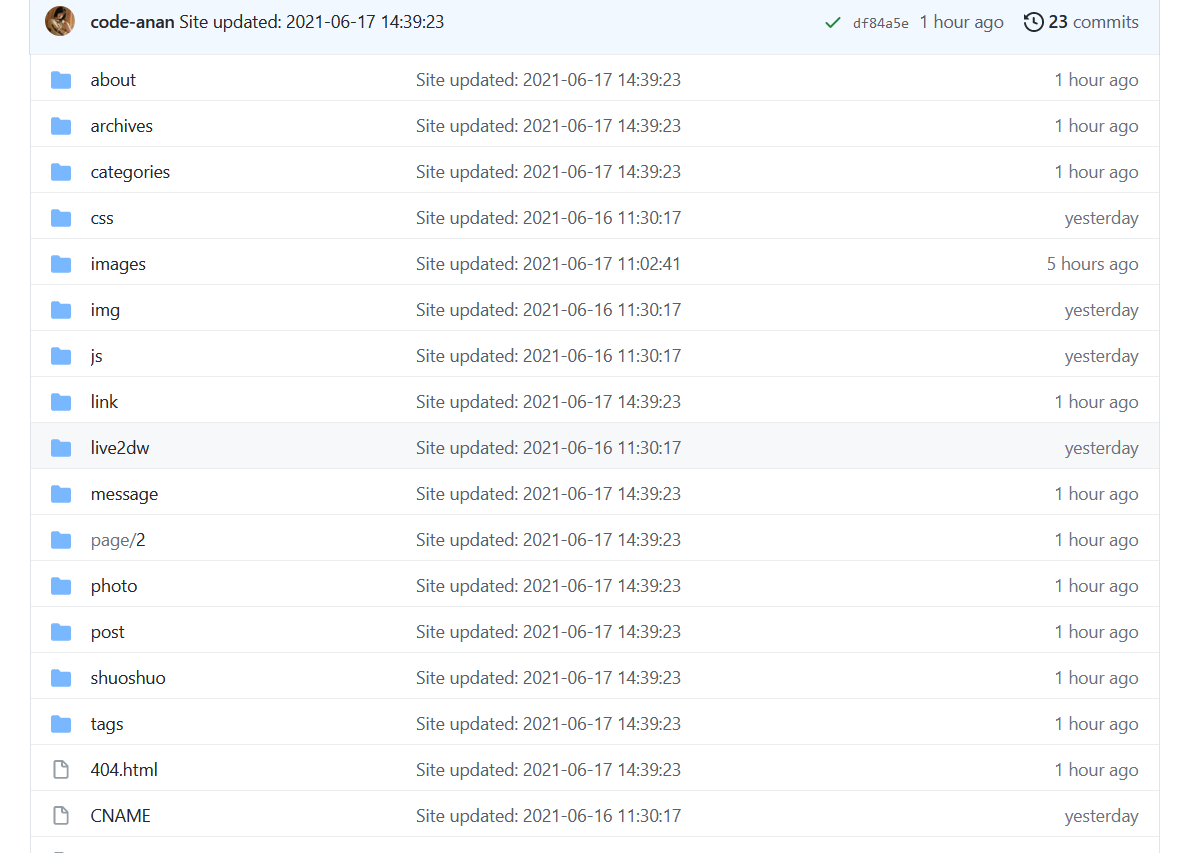 code-anan Site updated: 2021-06-17 14:39:23 df84a5e 1 hour ago 23 commits
about Site updated: 2021-06-17 14:39:23 1 hour ago
archives Site updated: 2021-06-17 14:39:23 1 hour ago
categories Site updated: 2021-06-17 14:39:23 1 hour ago
css Site updated: 2021-06-16 11:30:17 yesterday
images Site updated: 2021-06-17 11:02:41 5 hours ago
img Site updated: 2021-06-16 11:30:17 yesterday
js Site updated: 2021-06-16 11:30:17 yesterday
link Site updated: 2021-06-17 14:39:23 1 hour ago
live2dw Site updated: 2021-06-16 11:30:17 yesterday
message Site updated: 2021-06-17 14:39:23 1 hour ago
page/2 Site updated: 2021-06-17 14:39:23 1 hour ago
photo Site updated: 2021-06-17 14:39:23 1 hour ago
post Site updated: 2021-06-17 14:39:23 1 hour ago
shuoshuo Site updated: 2021-06-17 14:39:23 1 hour ago
tags Site updated: 2021-06-17 14:39:23 1 hour ago
404.html Site updated: 2021-06-17 14:39:23 1 hour ago
CNAME Site updated: 2021-06-16 11:30:17 yesterday